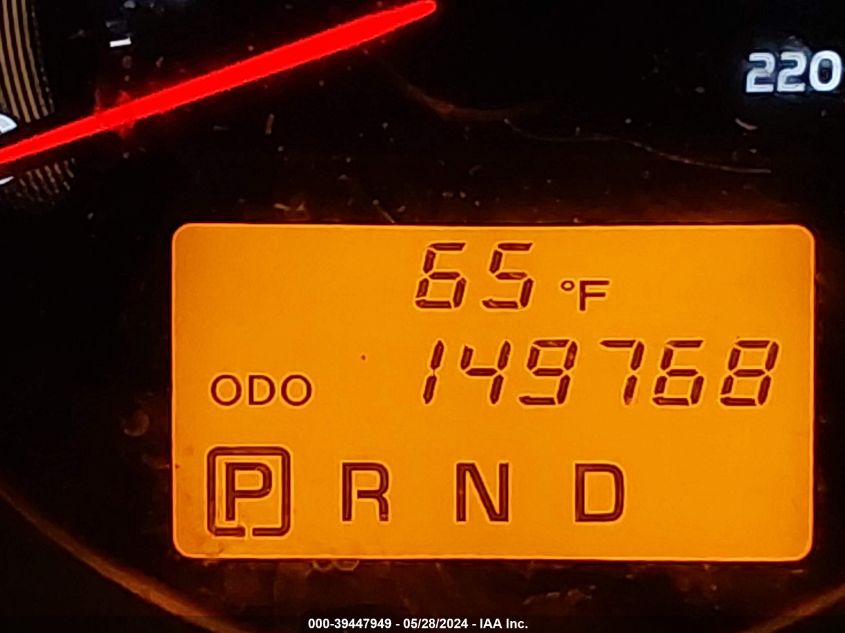 220
65 °F
ODO 149768
P R N D
000-39447949 - 05/28/2024 - IAA Inc.